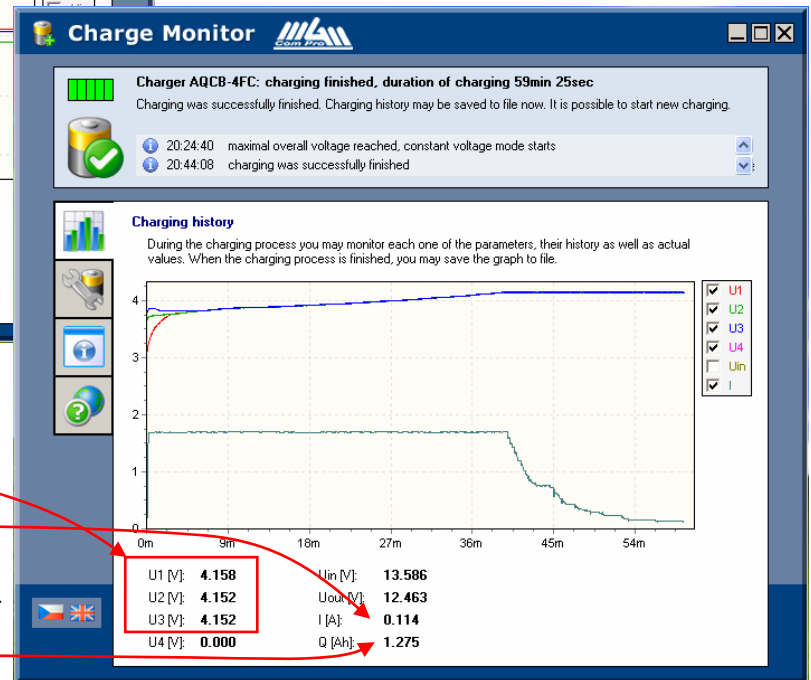 Charge Monitor
mgm
Com Pro
Charger AQCB-4FC: charging finished, duration of charging 59min 25sec
Charging was successfully finished. Charging history may be saved to file now. It is possible to start new charging.
20:24:40 maximal overall voltage reached, constant voltage mode starts
20:44:08 charging was successfully finished
Charging history
During the charging process you may monitor each one of the parameters, their history as well as actual
values. When the charging process is finished, you may save the graph to file.
4
3
2
1
0
0m 9m 18m 27m 36m 45m 54m
U1
U2
U3
U4
Uin
I
U1 [V]: 4.158 Uin [V]: 13.586
U2 [V]: 4.152 Uout [V]: 12.463
U3 [V]: 4.152 I [A]: 0.114
U4 [V]: 0.000 Q [Ah]: 1.275